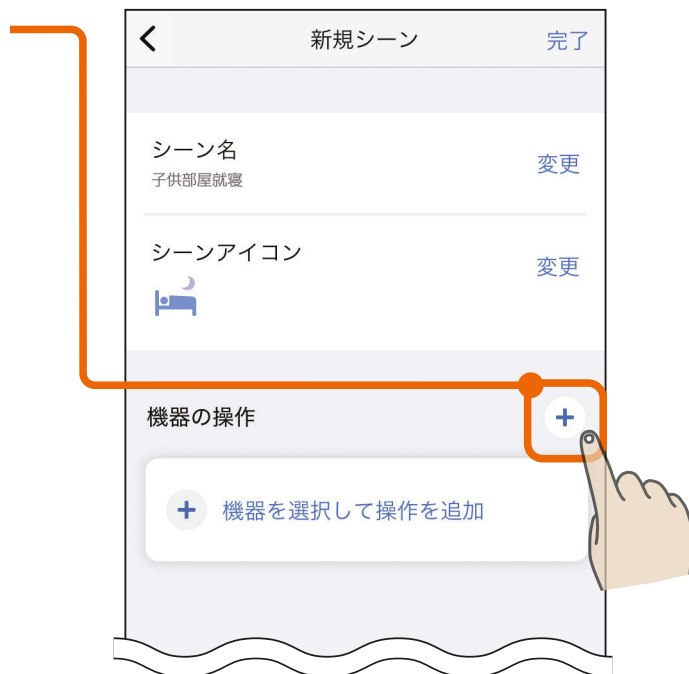 新規シーン 完了
シーン名
子供部屋就寝
変更
シーンアイコン
変更
機器の操作
機器を選択して操作を追加